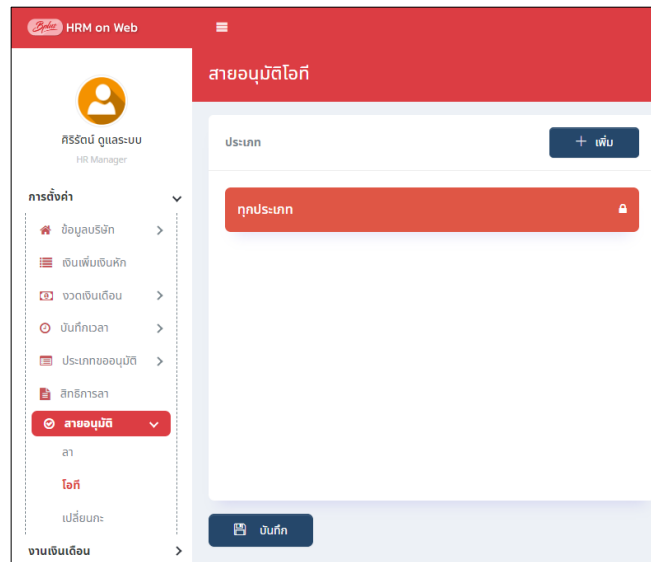 Bplus HRM on Web
สายอนุมัติโอที
ศิริรัตน์ ดูแลระบบ
HR Manager
การตั้งค่า
ข้อมูลบริษัท
เงินเพิ่มเงินหัก
งวดเงินเดือน
บันทึกเวลา
ประเภทขออนุมัติ
สิทธิการลา
สายอนุมัติ
ลา
โอที
เปลี่ยนกะ
งานเงินเดือน
ประเภท
+ เพิ่ม
ทุกประเภท
บันทึก